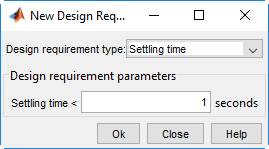 New Design Req...
Design requirement type: Settling time
Design requirement parameters
Settling time < 1 seconds
Ok Close Help